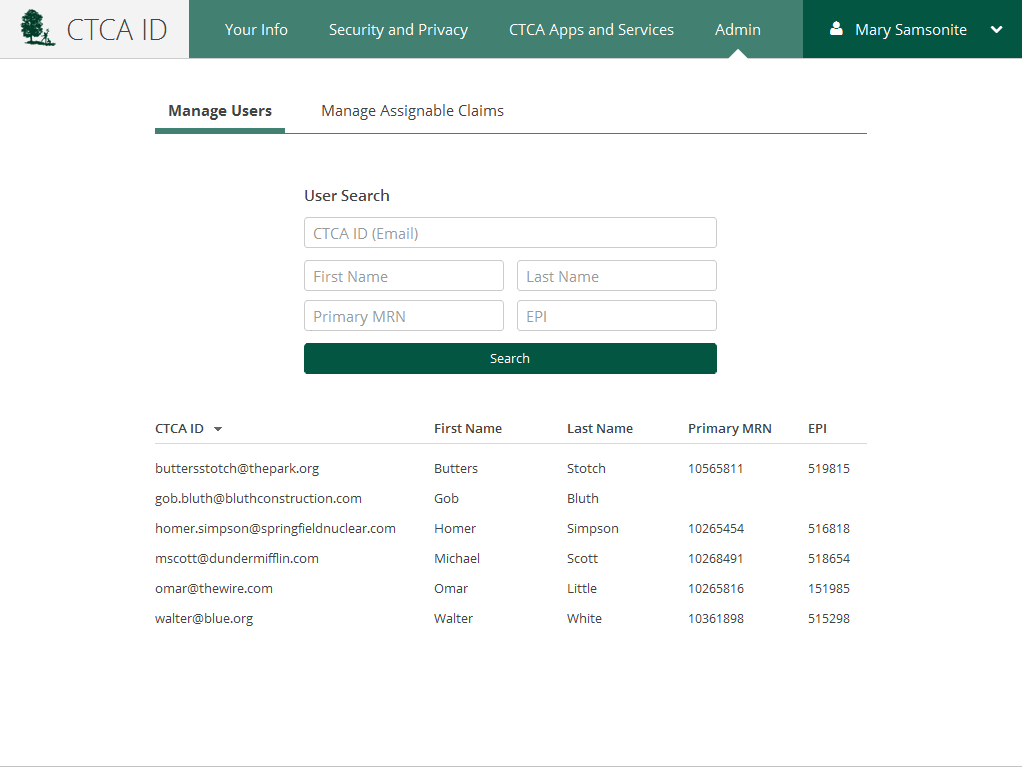 CTCA ID Your Info Security and Privacy CTCA Apps and Services Admin Mary Samsonite
Manage Users Manage Assignable Claims
User Search
CTCA ID (Email)
First Name Last Name
Primary MRN EPI
Search
CTCA ID First Name Last Name Primary MRN EPI
buttersstotch@thepark.org Butters Stotch 10565811 519815
gob.bluth@bluthconstruction.com Gob Bluth
homer.simpson@springfieldnuclear.com Homer Simpson 10265454 516818
mscott@dundermifflin.com Michael Scott 10268491 518654
omar@thewire.com Omar Little 10265816 151985
walter@blue.org Walter White 10361898 515298